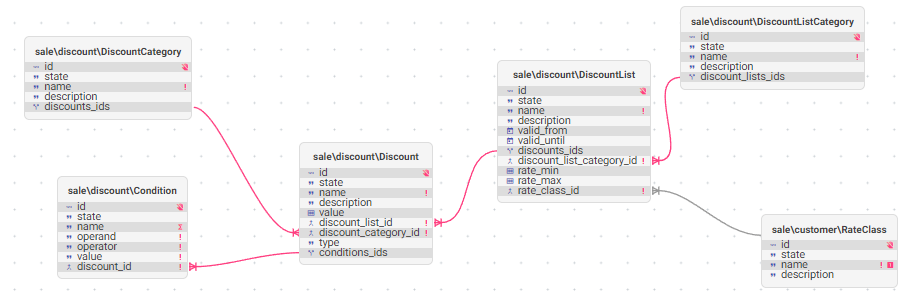 sale\discount\DiscountCategory
id
state
name !
description
discounts_ids
sale\discount\Condition
id
state
name
operand !
operator !
value !
discount_id !
sale\discount\Discount
id
state
name !
description
value
discount_list_id !
discount_category_id !
type
conditions_ids
sale\discount\DiscountList
id
state
name !
description
valid_from
valid_until
discounts_ids
discount_list_category_id !
rate_min
rate_max
rate_class_id !
sale\discount\DiscountListCategory
id
state
name !
description
discount_lists_ids
sale\customer\RateClass
id
state
name !
description